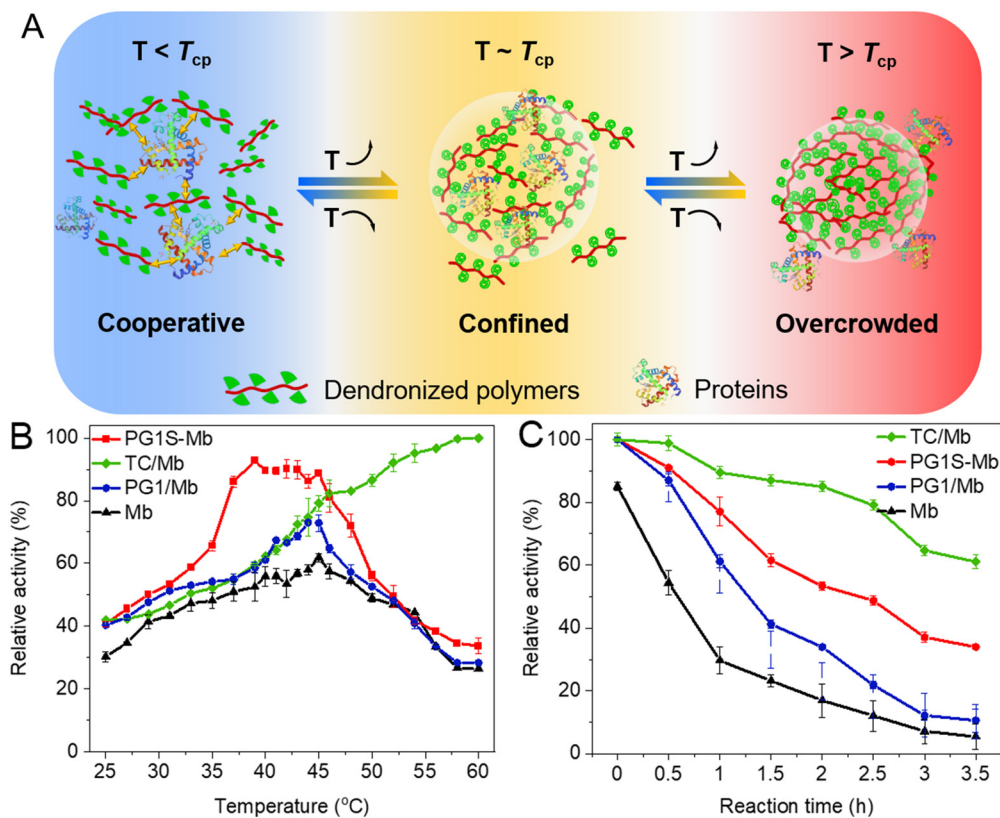 A
T < Tcp
T ~ Tcp
T > Tcp
T
T
T
T
Cooperative
Confined
Overcrowded
Dendronized polymers
Proteins
B
PG1S-Mb
TC/Mb
PG1/Mb
Mb
Relative activity (%)
100
80
60
40
20
0
25 30 35 40 45 50 55 60
Temperature (°C)
C
TC/Mb
PG1S-Mb
PG1/Mb
Mb
Relative activity (%)
100
80
60
40
20
0
0 0.5 1 1.5 2 2.5 3 3.5
Reaction time (h)